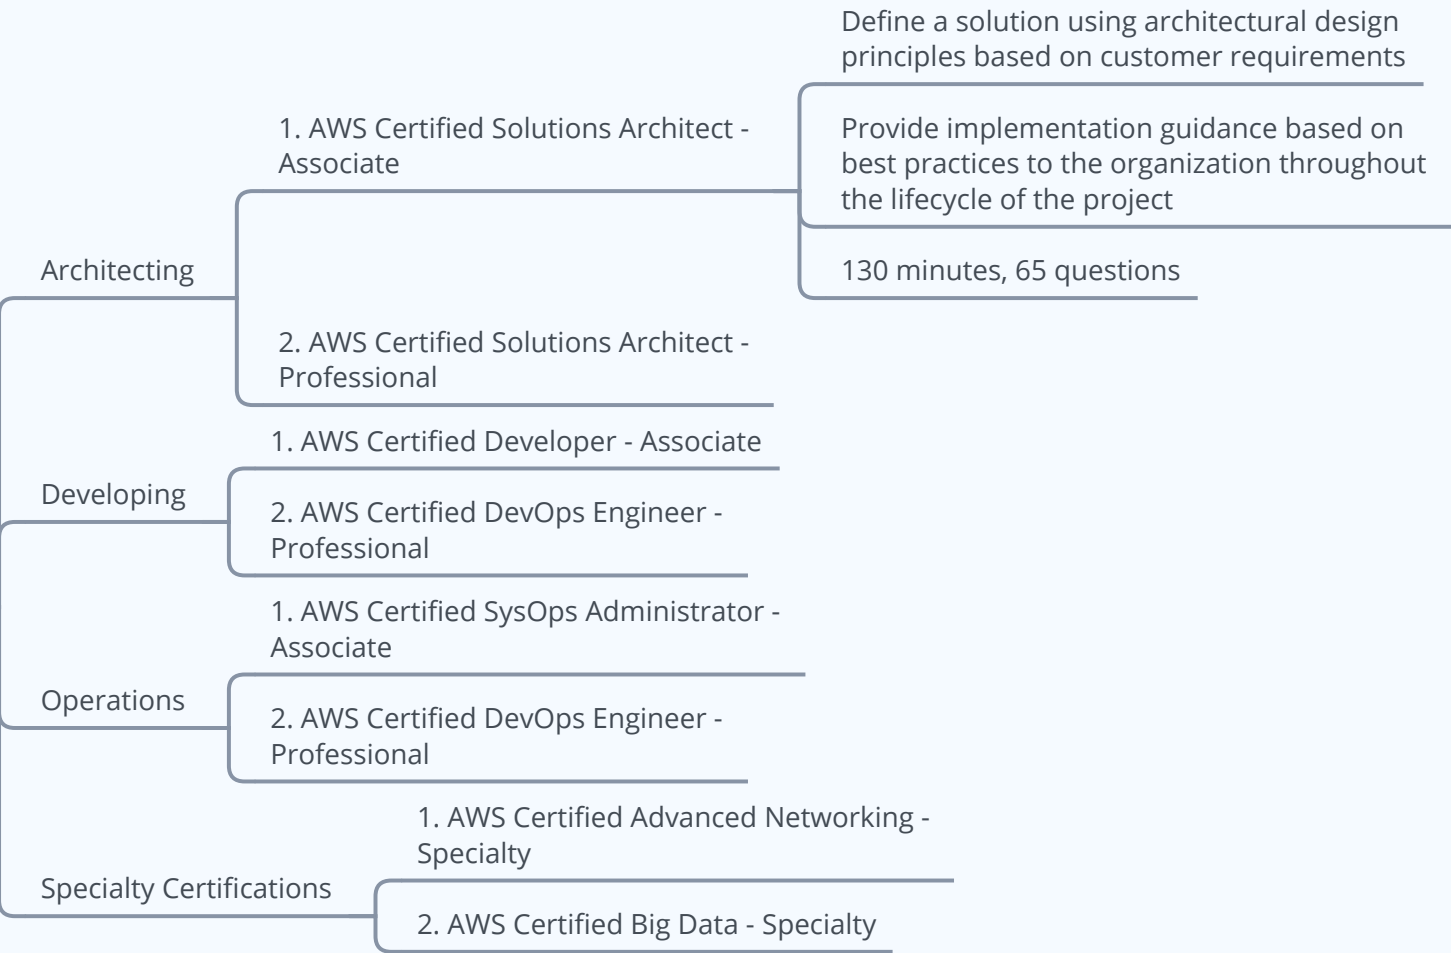 Define a solution using architectural design
principles based on customer requirements
1. AWS Certified Solutions Architect -
Associate
Provide implementation guidance based on
best practices to the organization throughout
the lifecycle of the project
Architecting
130 minutes, 65 questions
2. AWS Certified Solutions Architect -
Professional
1. AWS Certified Developer - Associate
Developing
2. AWS Certified DevOps Engineer -
Professional
1. AWS Certified SysOps Administrator -
Associate
Operations
2. AWS Certified DevOps Engineer -
Professional
1. AWS Certified Advanced Networking -
Specialty
Specialty Certifications
2. AWS Certified Big Data - Specialty